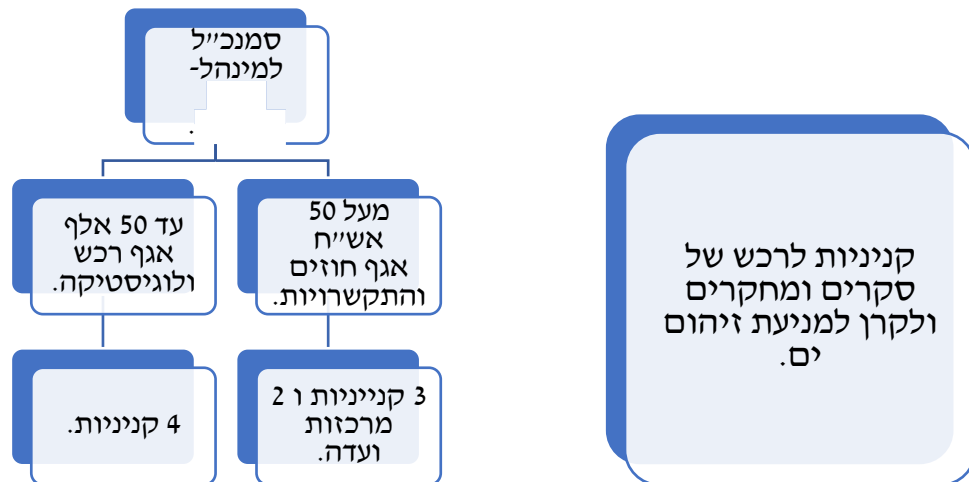 סמנכ״ל
למינהל-
.
מעל 50
אש״ח
אגף חוזים
והתקשרויות.
עד 50 אלף
אגף רכש
ולוגיסטיקה.
3 קנייניות ו 2
מרכזות
ועדה.
4 קניניות.
קניניות לרכש של
סקרים ומחקרים
ולקרן למניעת זיהום
ים.